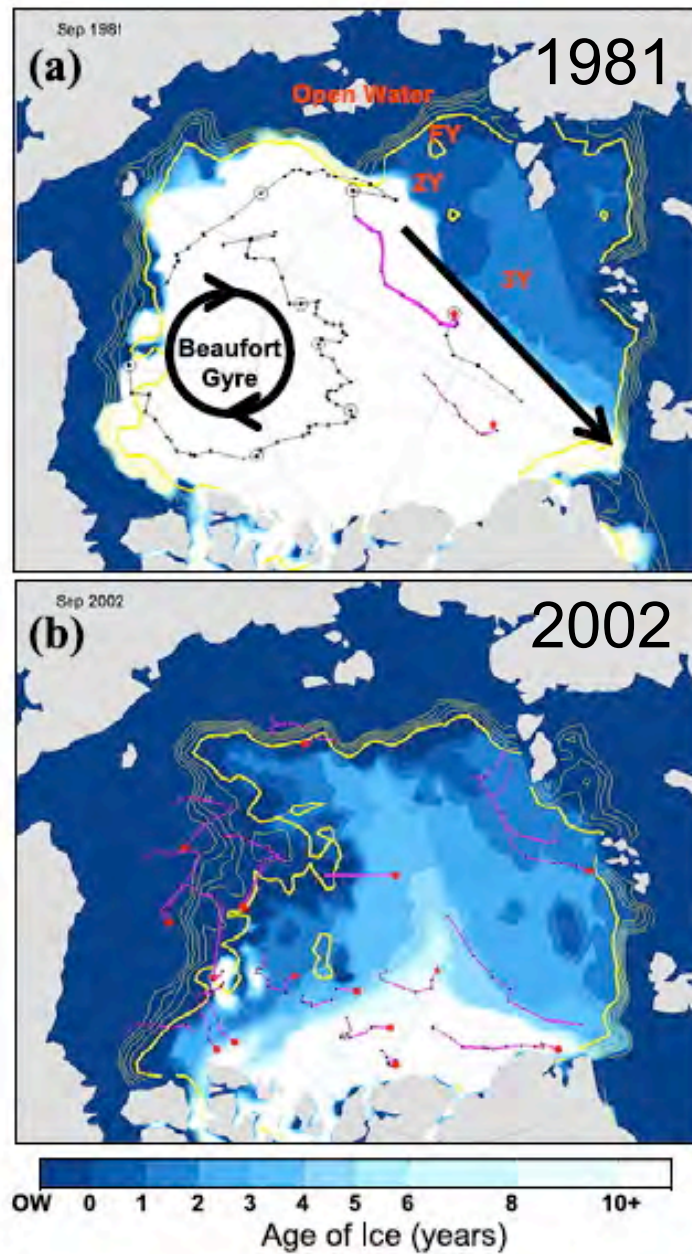 Sep 1981
(a)
1981
Open Water
FY
2Y
3Y
Beaufort
Gyre
Sep 2002
(b)
2002
OW 0 1 2 3 4 5 6 8 10+
Age of Ice (years)